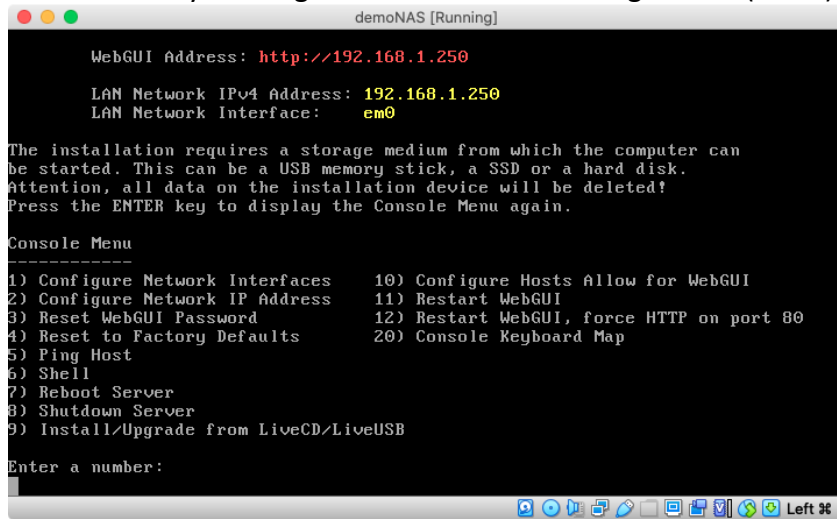 demoNAS [Running]
WebGUI Address: http://192.168.1.250
LAN Network IPv4 Address: 192.168.1.250
LAN Network Interface: em0
The installation requires a storage medium from which the computer can
be started. This can be a USB memory stick, a SSD or a hard disk.
Attention, all data on the installation device will be deleted!
Press the ENTER key to display the Console Menu again.
Console Menu
------------
1) Configure Network Interfaces 10) Configure Hosts Allow for WebGUI
2) Configure Network IP Address 11) Restart WebGUI
3) Reset WebGUI Password 12) Restart WebGUI, force HTTP on port 80
4) Reset to Factory Defaults 20) Console Keyboard Map
5) Ping Host
6) Shell
7) Reboot Server
8) Shutdown Server
9) Install/Upgrade from LiveCD/LiveUSB
Enter a number:
Left ⌘